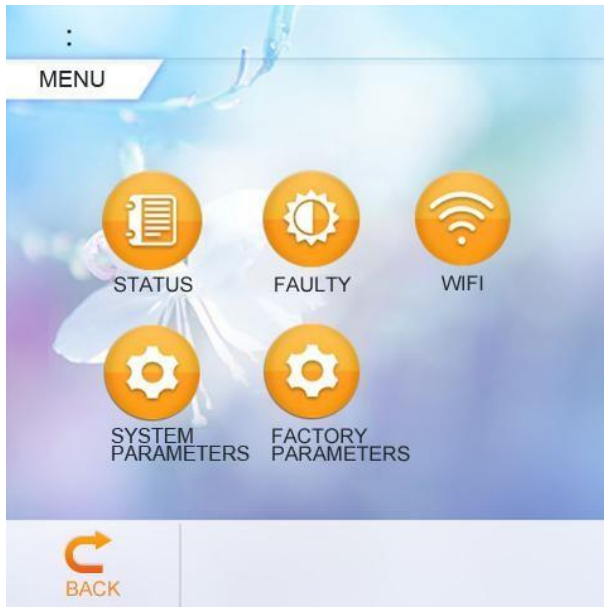 :
MENU
STATUS
FAULTY
WIFI
SYSTEM
PARAMETERS
FACTORY
PARAMETERS
BACK